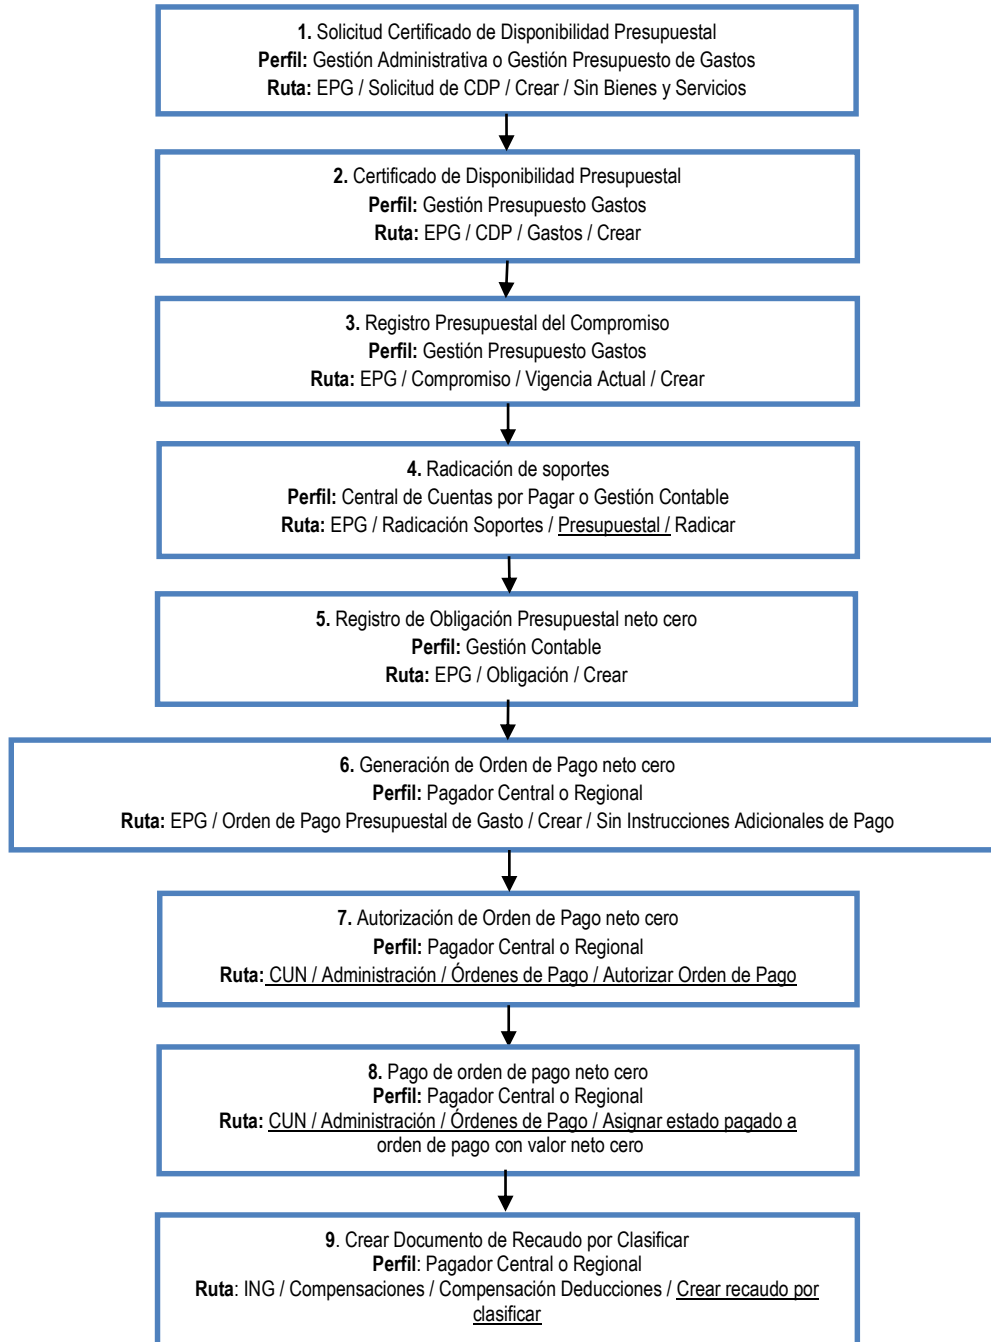 1. Solicitud Certificado de Disponibilidad Presupuestal
Perfil: Gestión Administrativa o Gestión Presupuesto de Gastos
Ruta: EPG / Solicitud de CDP / Crear / Sin Bienes y Servicios
2. Certificado de Disponibilidad Presupuestal
Perfil: Gestión Presupuesto Gastos
Ruta: EPG / CDP / Gastos / Crear
3. Registro Presupuestal del Compromiso
Perfil: Gestión Presupuesto Gastos
Ruta: EPG / Compromiso / Vigencia Actual / Crear
4. Radicación de soportes
Perfil: Central de Cuentas por Pagar o Gestión Contable
Ruta: EPG / Radicación Soportes / Presupuestal / Radicar
5. Registro de Obligación Presupuestal neto cero
Perfil: Gestión Contable
Ruta: EPG / Obligación / Crear
6. Generación de Orden de Pago neto cero
Perfil: Pagador Central o Regional
Ruta: EPG / Orden de Pago Presupuestal de Gasto / Crear / Sin Instrucciones Adicionales de Pago
7. Autorización de Orden de Pago neto cero
Perfil: Pagador Central o Regional
Ruta: CUN / Administración / Órdenes de Pago / Autorizar Orden de Pago
8. Pago de orden de pago neto cero
Perfil: Pagador Central o Regional
Ruta: CUN / Administración / Órdenes de Pago / Asignar estado pagado a
orden de pago con valor neto cero
9. Crear Documento de Recaudo por Clasificar
Perfil: Pagador Central o Regional
Ruta: ING / Compensaciones / Compensación Deducciones / Crear recaudo por
clasificar